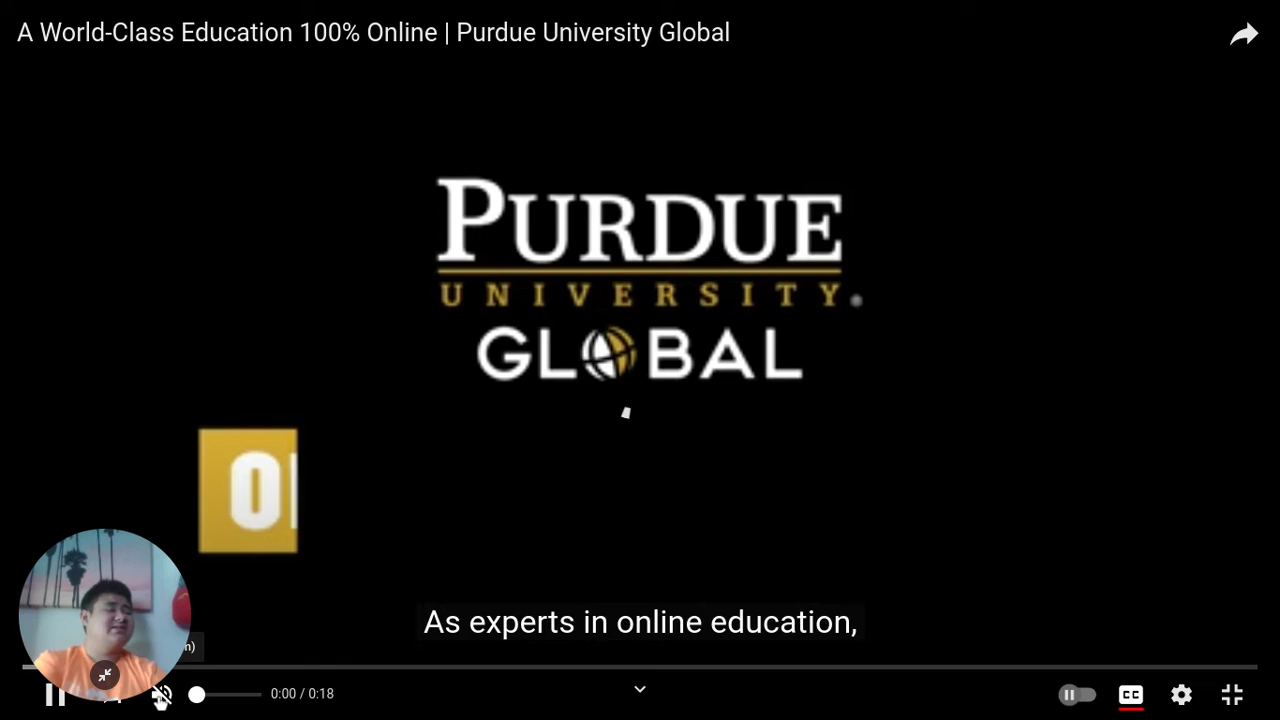 A World-Class Education 100% Online | Purdue University Global
PURDUE
UNIVERSITY®
GLOBAL
As experts in online education,
0:00 / 0:18
CC